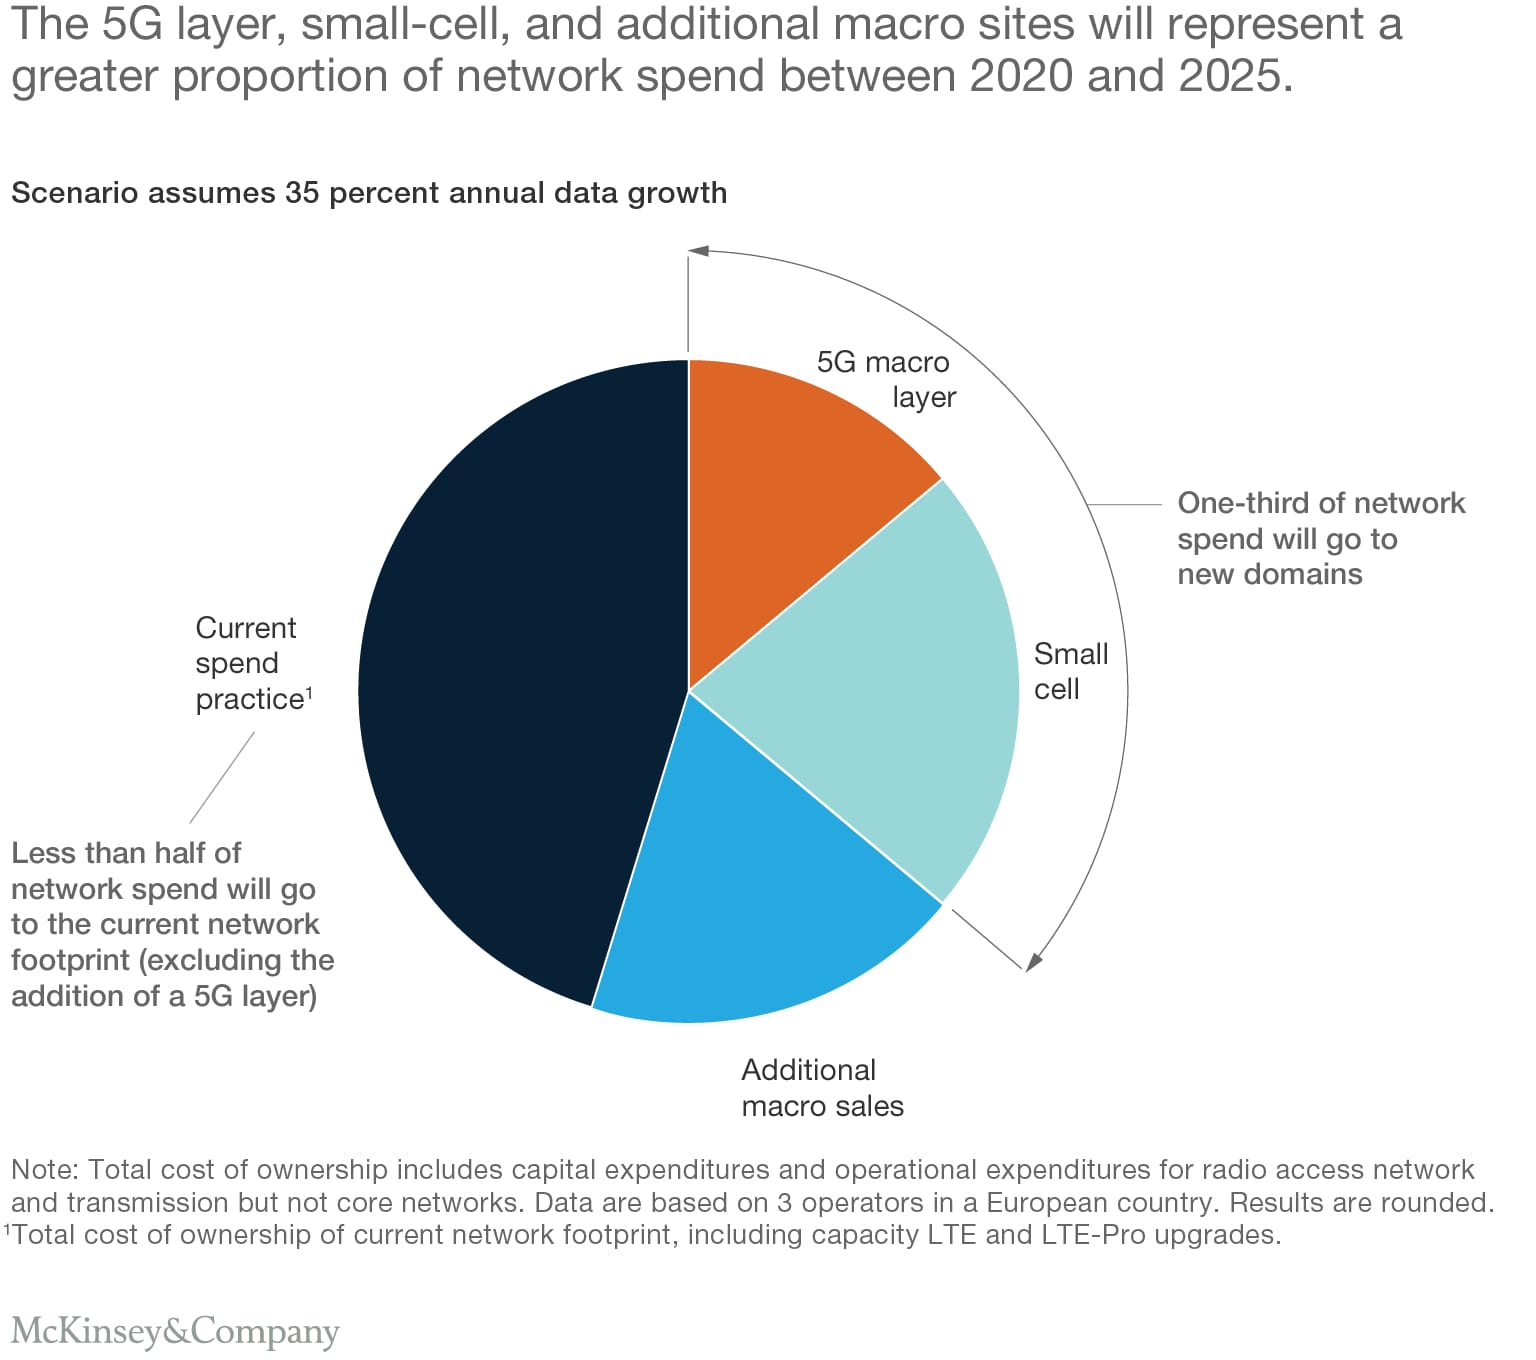 The 5G layer, small-cell, and additional macro sites will represent a
greater proportion of network spend between 2020 and 2025.
Scenario assumes 35 percent annual data growth
5G macro
layer
One-third of network
spend will go to
new domains
Small
cell
Current
spend
practice¹
Less than half of
network spend will go
to the current network
footprint (excluding the
addition of a 5G layer)
Additional
macro sales
Note: Total cost of ownership includes capital expenditures and operational expenditures for radio access network
and transmission but not core networks. Data are based on 3 operators in a European country. Results are rounded.
¹Total cost of ownership of current network footprint, including capacity LTE and LTE-Pro upgrades.
McKinsey&Company